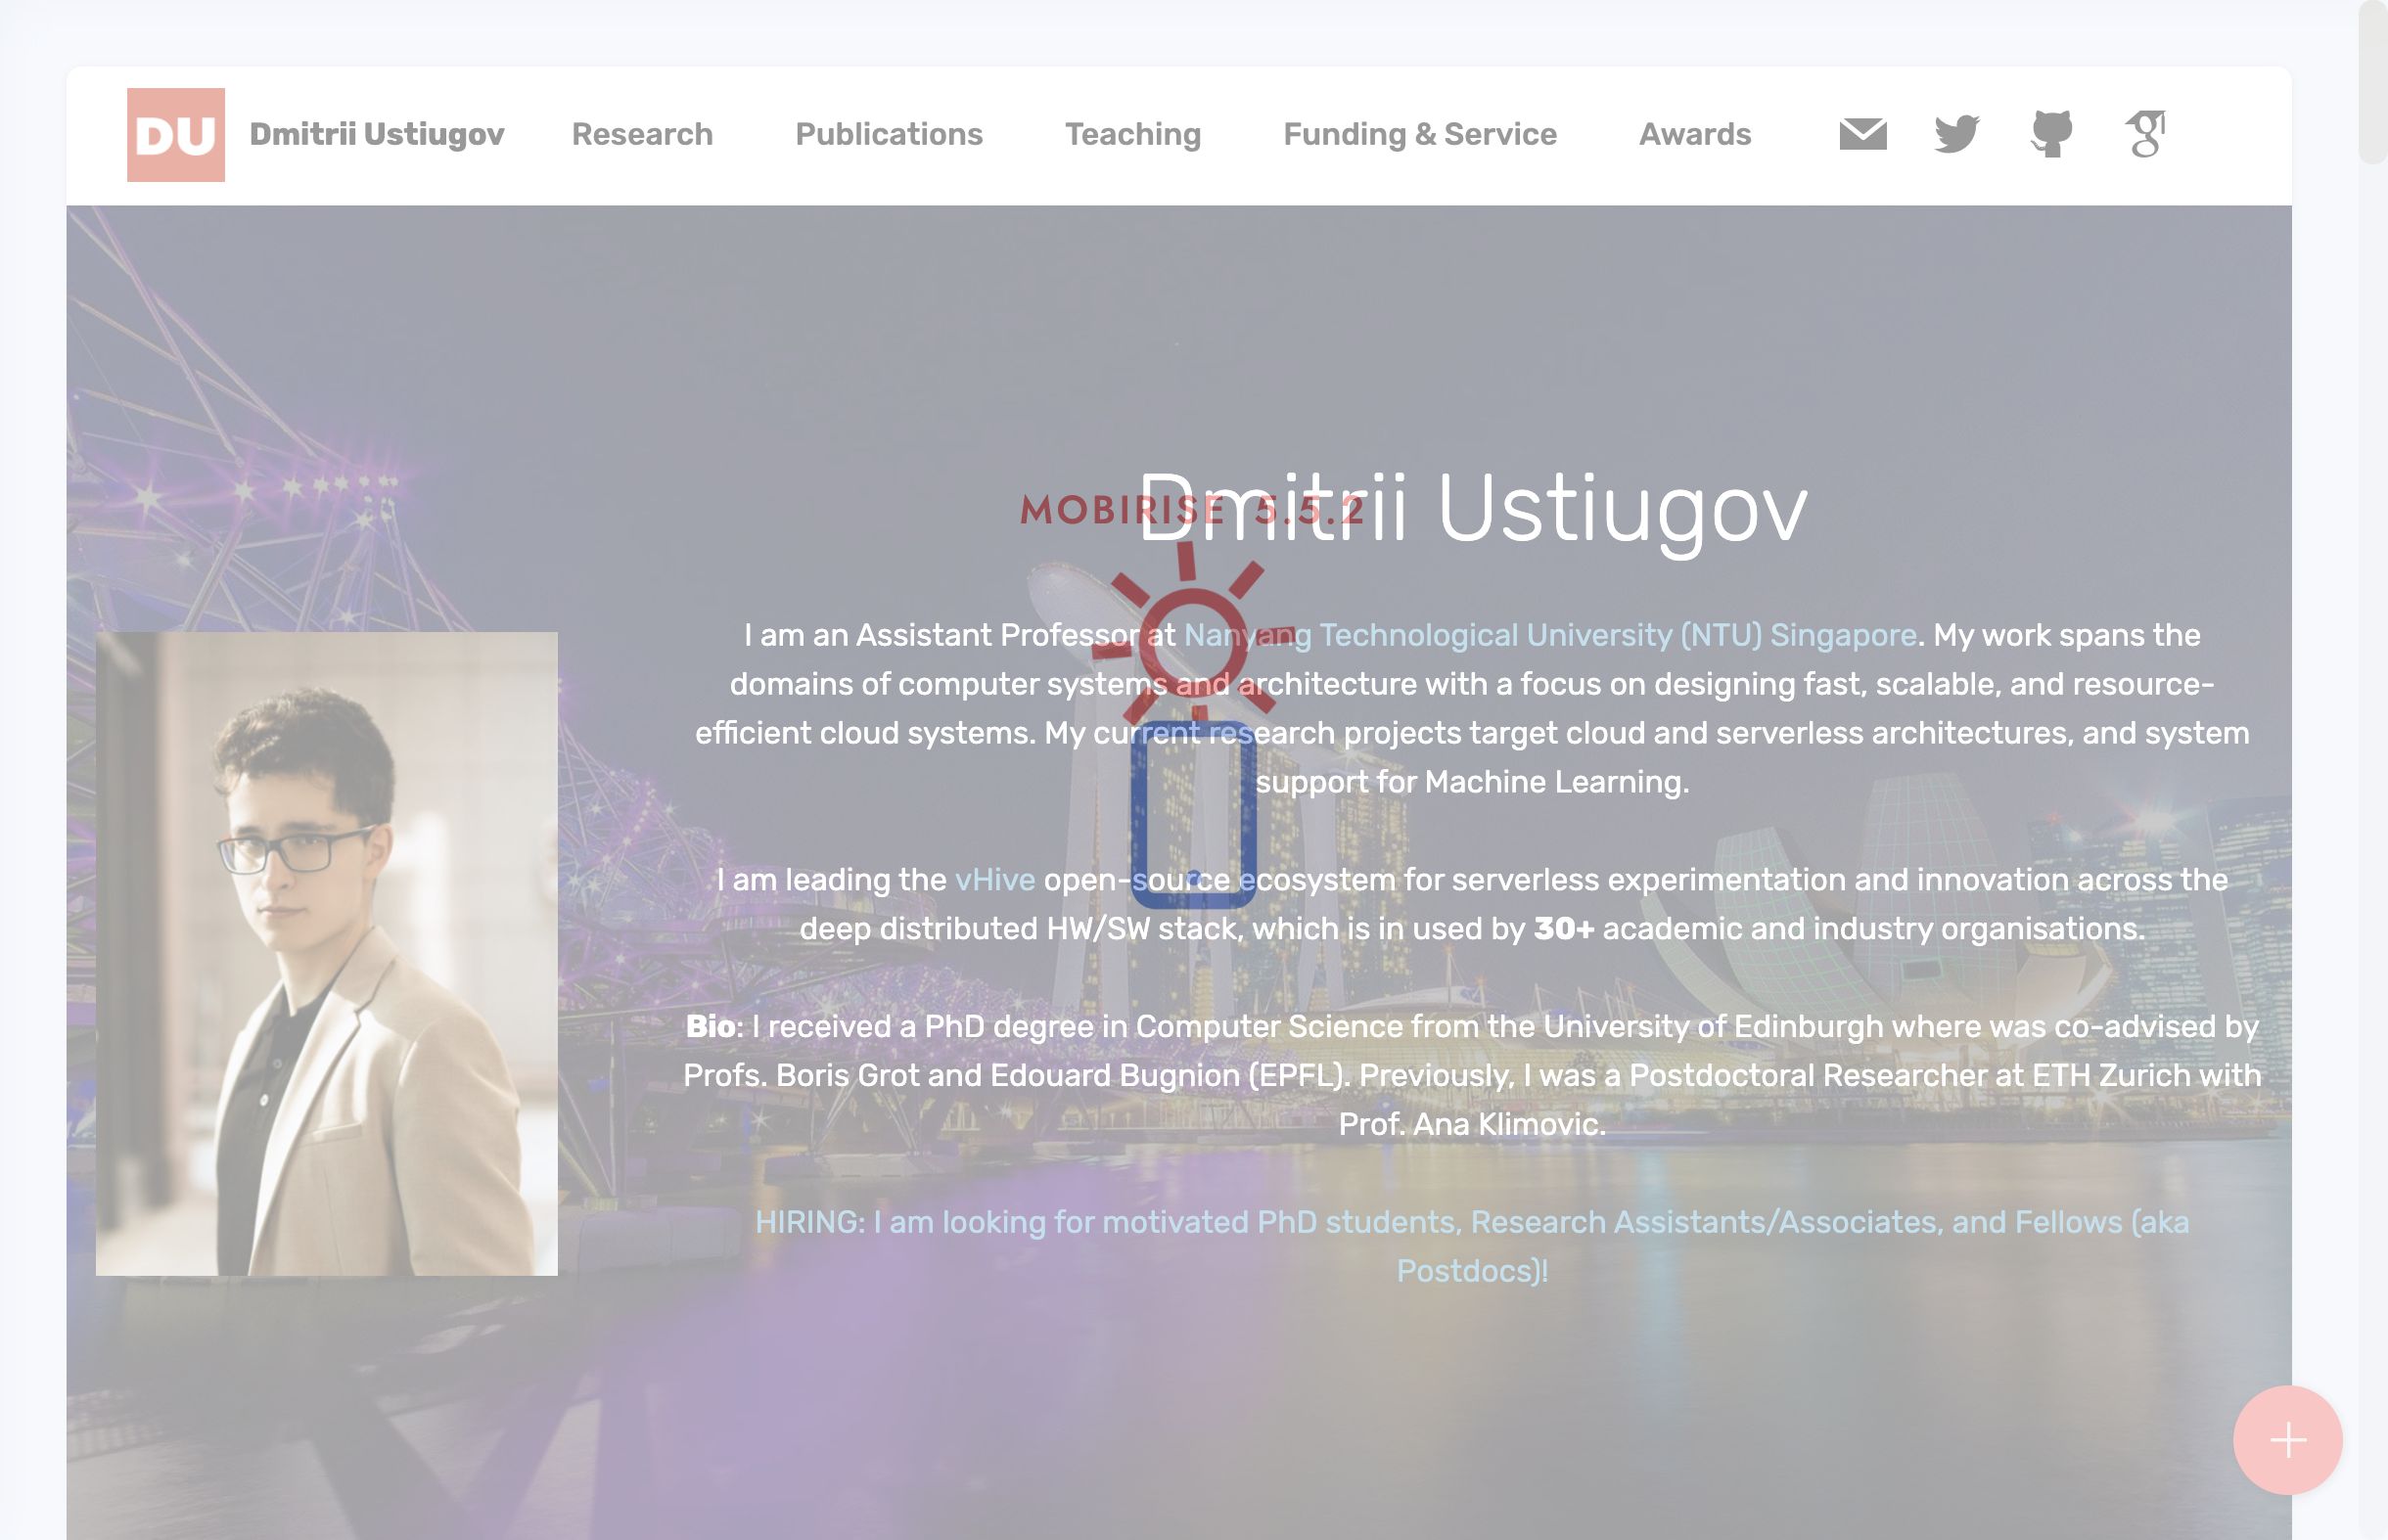 DU
Dmitrii Ustiugov
Research
Publications
Teaching
Funding & Service
Awards
Dmitrii Ustiugov
MOBIRISE 5.5.2
I am an Assistant Professor at Nanyang Technological University (NTU) Singapore. My work spans the
domains of computer systems and architecture with a focus on designing fast, scalable, and resource-
efficient cloud systems. My current research projects target cloud and serverless architectures, and system
support for Machine Learning.
I am leading the vHive open-source ecosystem for serverless experimentation and innovation across the
deep distributed HW/SW stack, which is in used by 30+ academic and industry organisations.
Bio: I received a PhD degree in Computer Science from the University of Edinburgh where was co-advised by
Profs. Boris Grot and Edouard Bugnion (EPFL). Previously, I was a Postdoctoral Researcher at ETH Zurich with
Prof. Ana Klimovic.
HIRING: I am looking for motivated PhD students, Research Assistants/Associates, and Fellows (aka
Postdocs)!